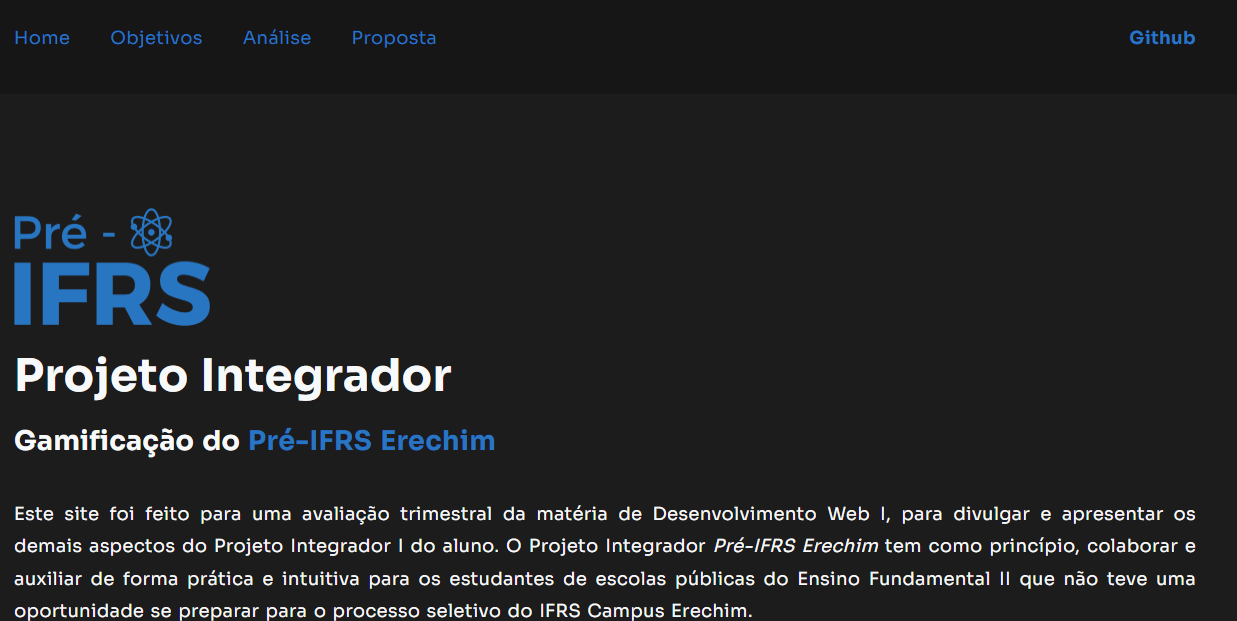 Home Objetivos Análise Proposta Github
Pré -
IFRS
Projeto Integrador
Gamificação do Pré-IFRS Erechim
Este site foi feito para uma avaliação trimestral da matéria de Desenvolvimento Web I, para divulgar e apresentar os
demais aspectos do Projeto Integrador I do aluno. O Projeto Integrador Pré-IFRS Erechim tem como princípio, colaborar e
auxiliar de forma prática e intuitiva para os estudantes de escolas públicas do Ensino Fundamental II que não teve uma
oportunidade se preparar para o processo seletivo do IFRS Campus Erechim.